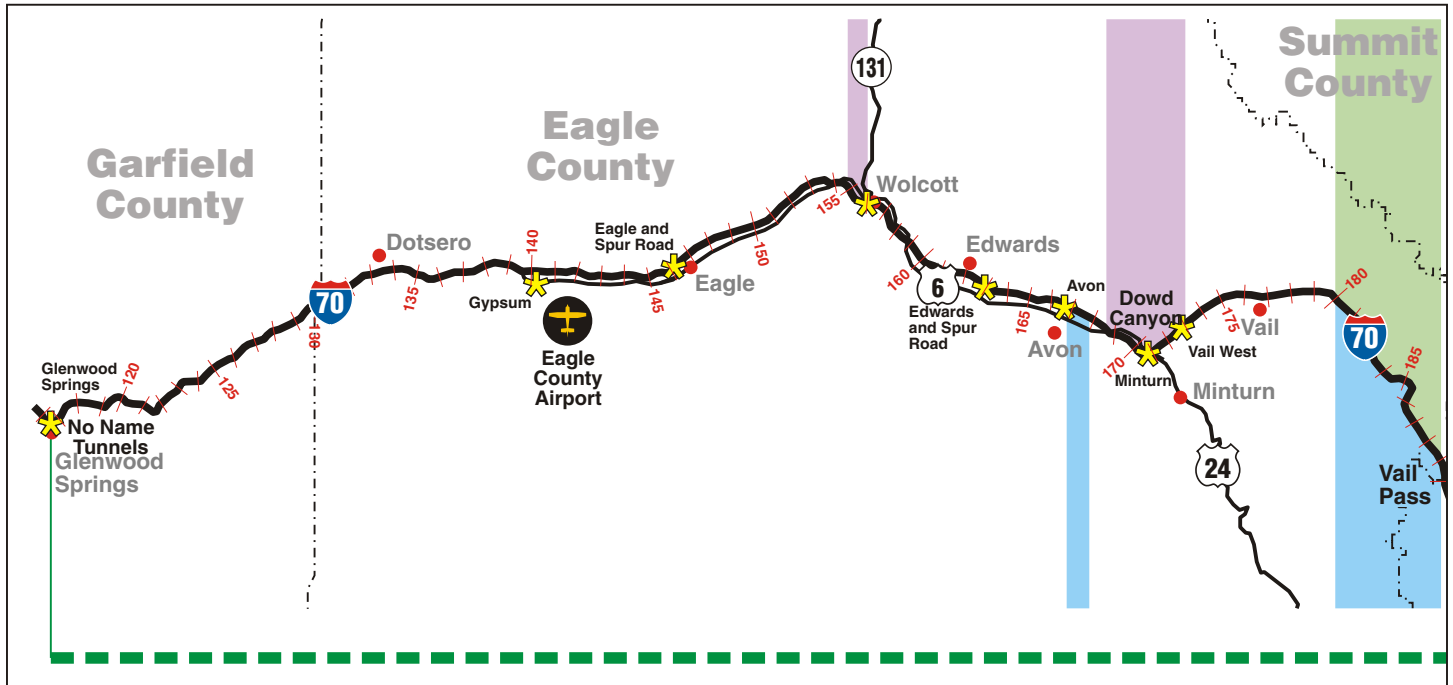 Summit
County
131
Eagle
County
Garfield
County
Wolcott
155
Eagle and
Spur Road
140
Dotsero
150
Edwards
160
Eagle
Gypsum
145
135
70
130
6
Edwards
and Spur
Road
165
Avon
Avon
Dowd
Canyon
170
Minturn
Vail West
175
Vail
180
70
185
Eagle
County
Airport
Minturn
Glenwood
Springs
120
125
No Name
Tunnels
Glenwood
Springs
24
Vail
Pass